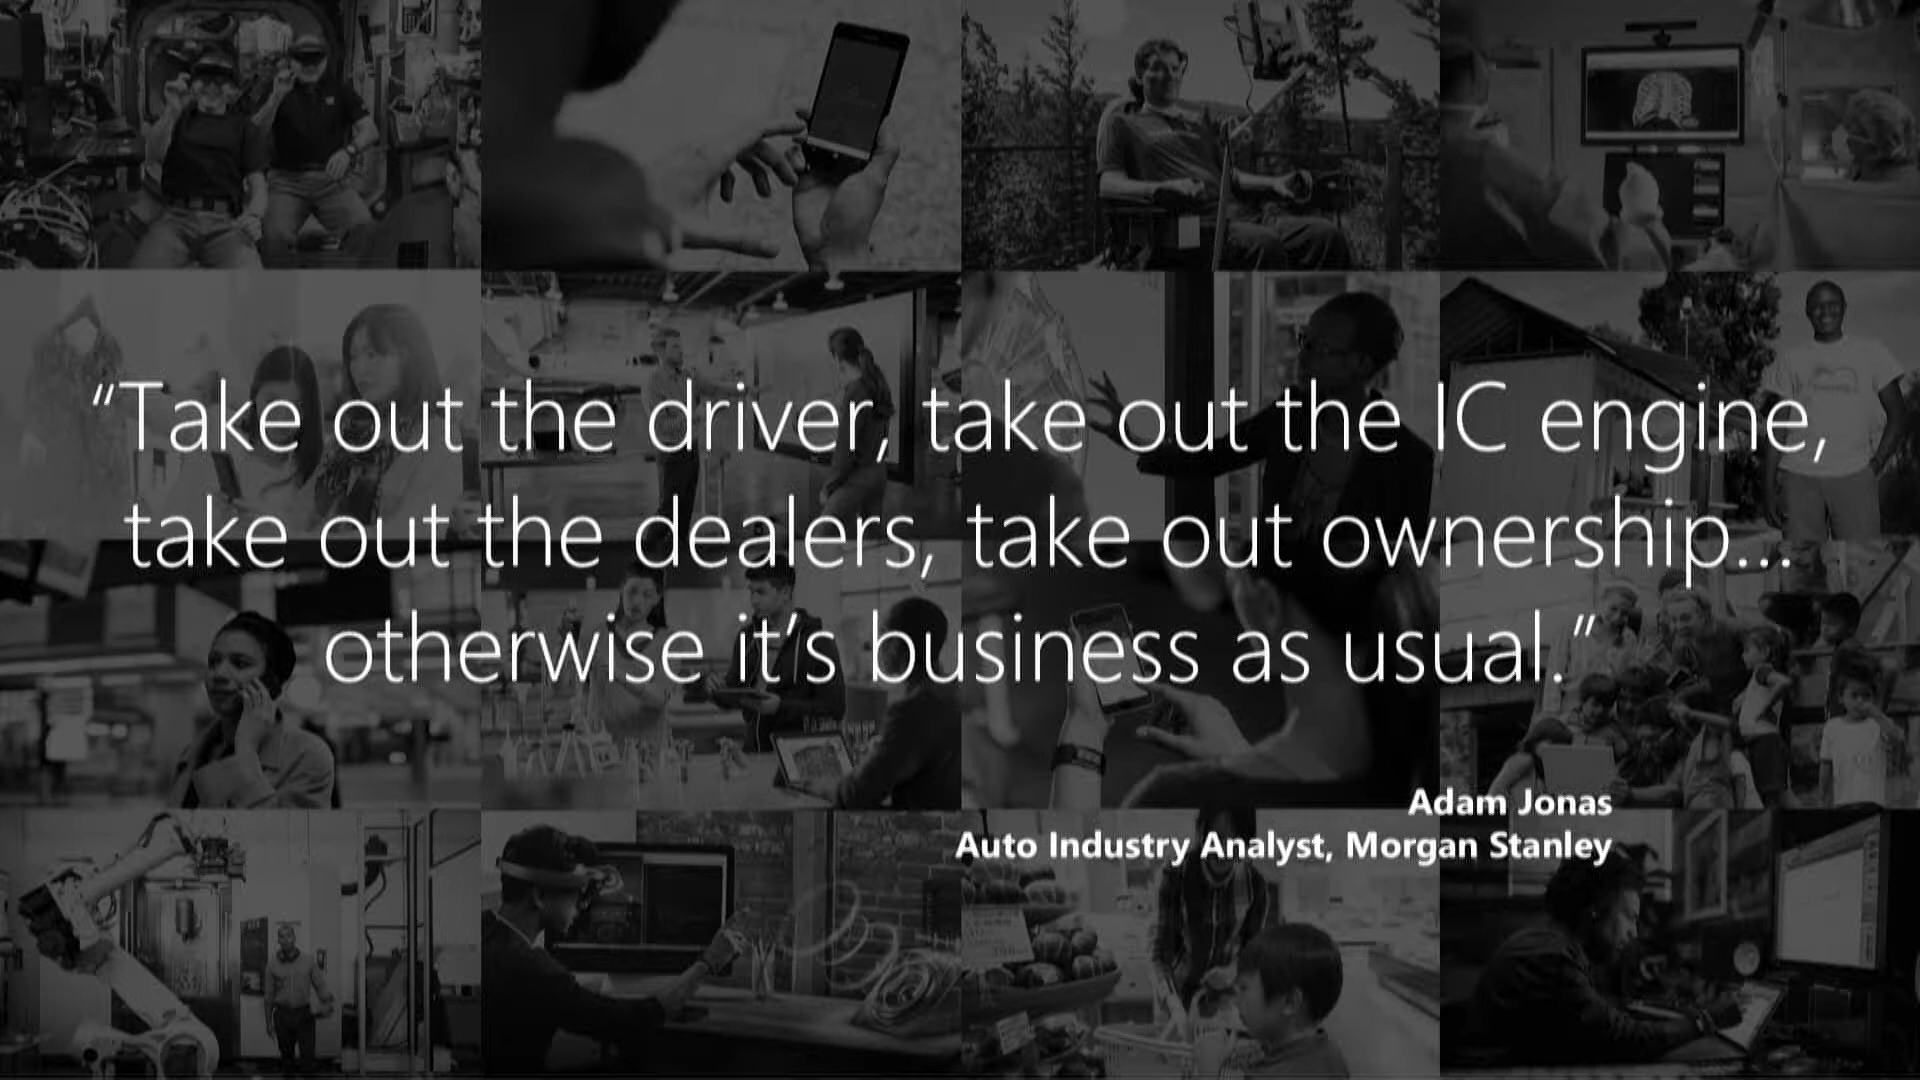 “Take out the driver, take out the IC engine,
take out the dealers, take out ownership...
otherwise it’s business as usual.”
Adam Jonas
Auto Industry Analyst, Morgan Stanley